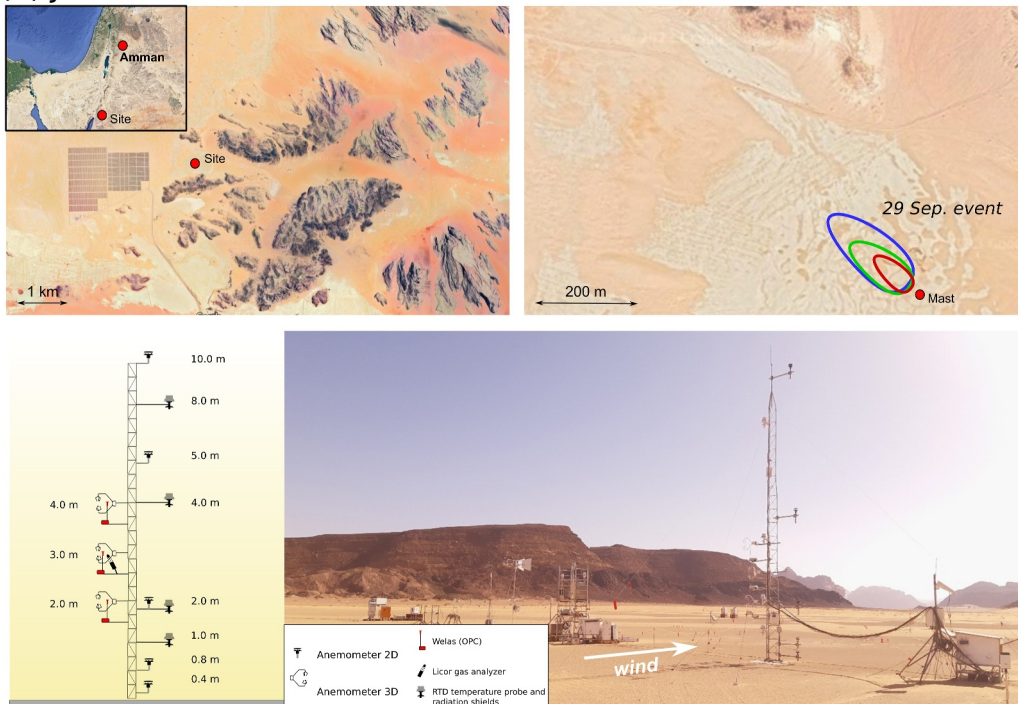 Amman
Site
Site
1 km
29 Sep. event
200 m
Mast
10.0 m
8.0 m
5.0 m
4.0 m
4.0 m
3.0 m
2.0 m
2.0 m
1.0 m
0.8 m
0.4 m
wind
Anemometer 2D
Anemometer 3D
Welas (OPC)
Licor gas analyzer
RTD temperature probe and
radiation shields